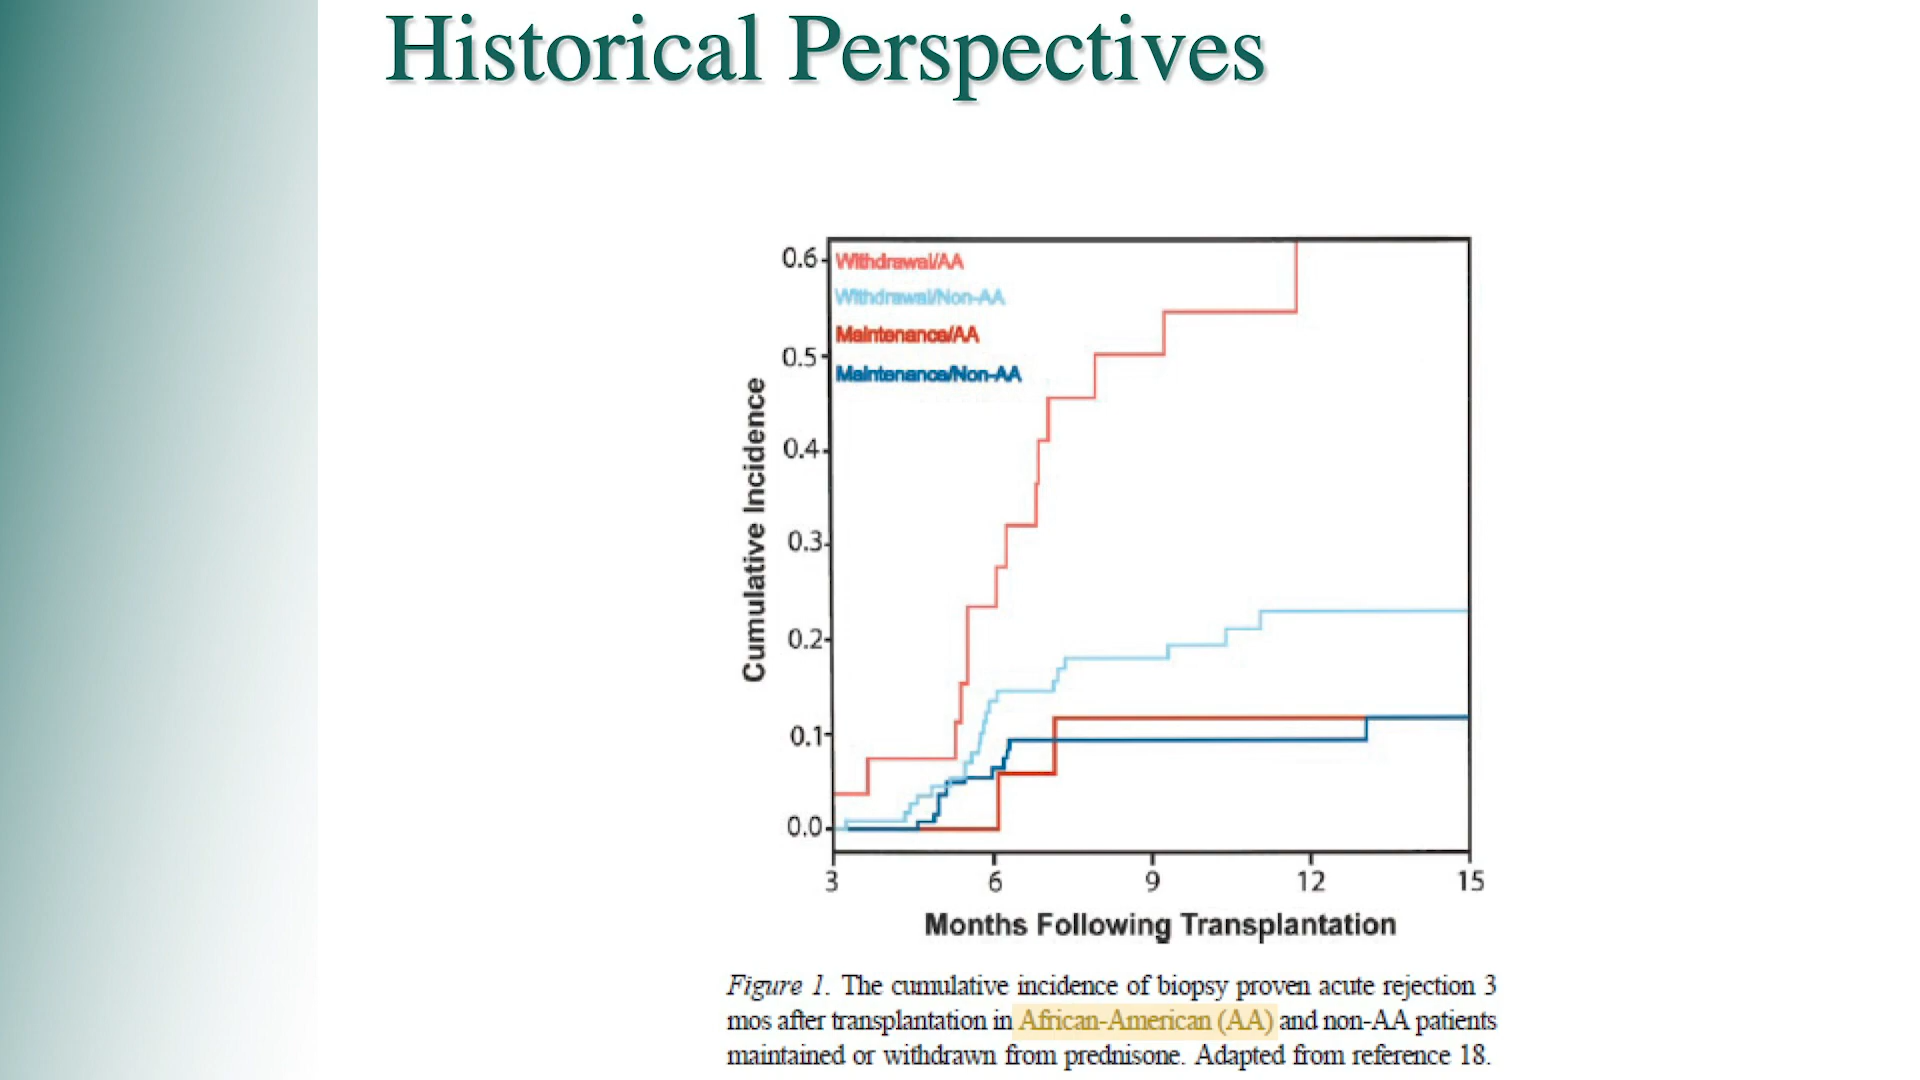 Historical Perspectives
0.6
0.5
0.4
0.3
0.2
0.1
0.0
Withdrawal/AA
Withdrawal/Non-AA
Maintenance/AA
Maintenance/Non-AA
Cumulative Incidence
3 6 9 12 15
Months Following Transplantation
Figure 1. The cumulative incidence of biopsy proven acute rejection 3
mos after transplantation in African-American (AA) and non-AA patients
maintained or withdrawn from prednisone. Adapted from reference 18.